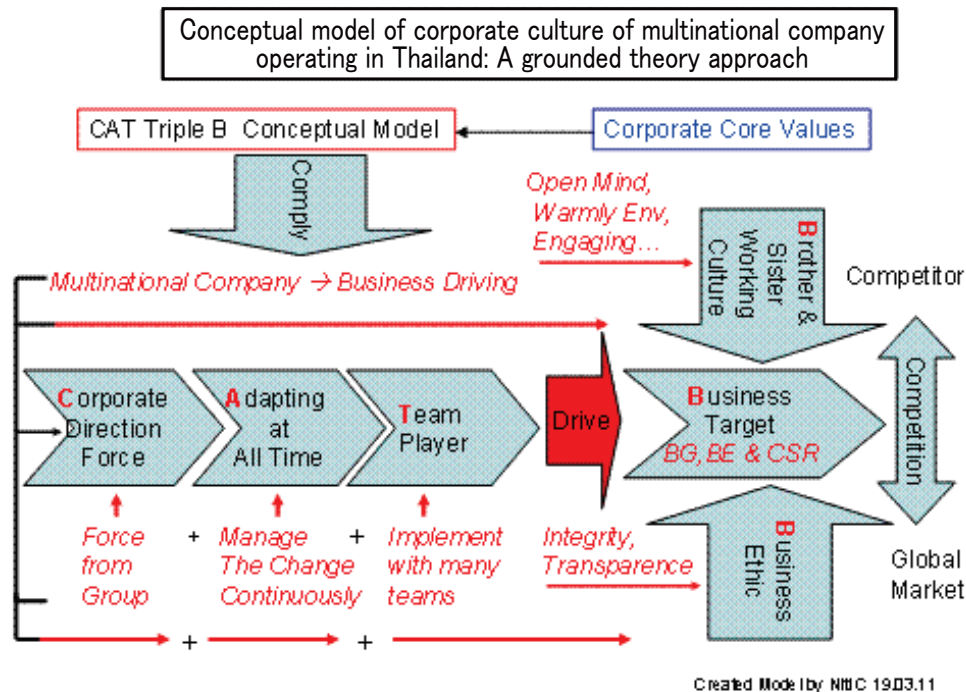 Conceptual model of corporate culture of multinational company
operating in Thailand: A grounded theory approach
CAT Triple B Conceptual Model
Corporate Core Values
Comply
Open Mind,
Warmly Env,
Engaging...
Brother &
Sister
Working
Culture
Competitor
Multinational Company → Business Driving
Corporate
Direction
Force
Adapting
at
All Time
Team
Player
Drive
Business
Target
BG, BE & CSR
Competition
Force
from
Group
+
Manage
The Change
Continuously
+
Implement
with many
teams
Integrity,
Transparence
Business
Ethic
Global
Market
+
+
Created Model by 19.03.11